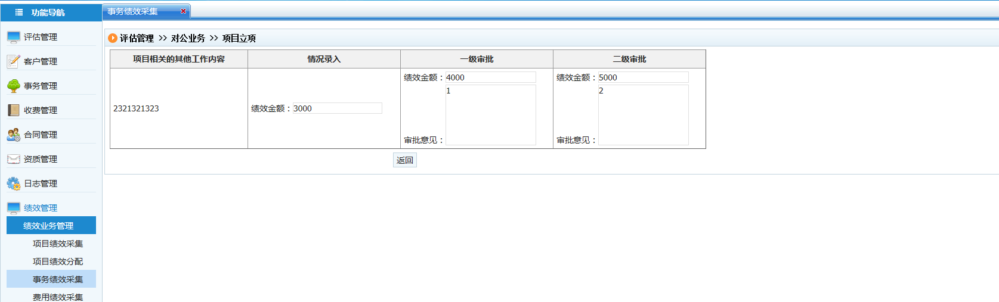 功能导航
评估管理
客户管理
事务管理
收费管理
合同管理
资质管理
日志管理
绩效管理
绩效业务管理
项目绩效采集
项目绩效分配
事务绩效采集
费用绩效采集
事务绩效采集
评估管理 >> 对公业务 >> 项目立项
项目相关的其他工作内容 情况录入 一级审批 二级审批
2321321323
绩效金额：3000
绩效金额：4000
审批意见：1
绩效金额：5000
审批意见：2
返回